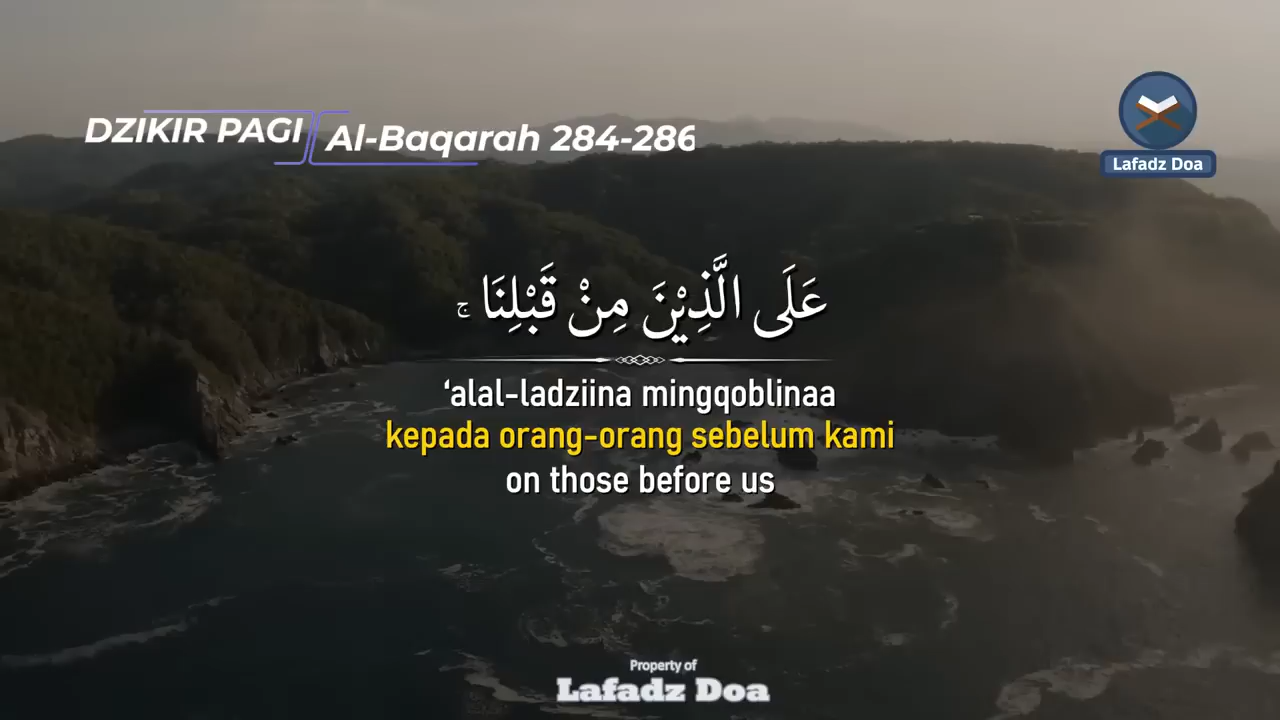 DZIKIR PAGI
Al-Baqarah 284-286
Lafadz Doa
عَلَى الَّذِيْنَ مِنْ قَبْلِنَا ۚ
‘alal-ladziina mingqoblinaa
kepada orang-orang sebelum kami
on those before us
Property of
Lafadz Doa